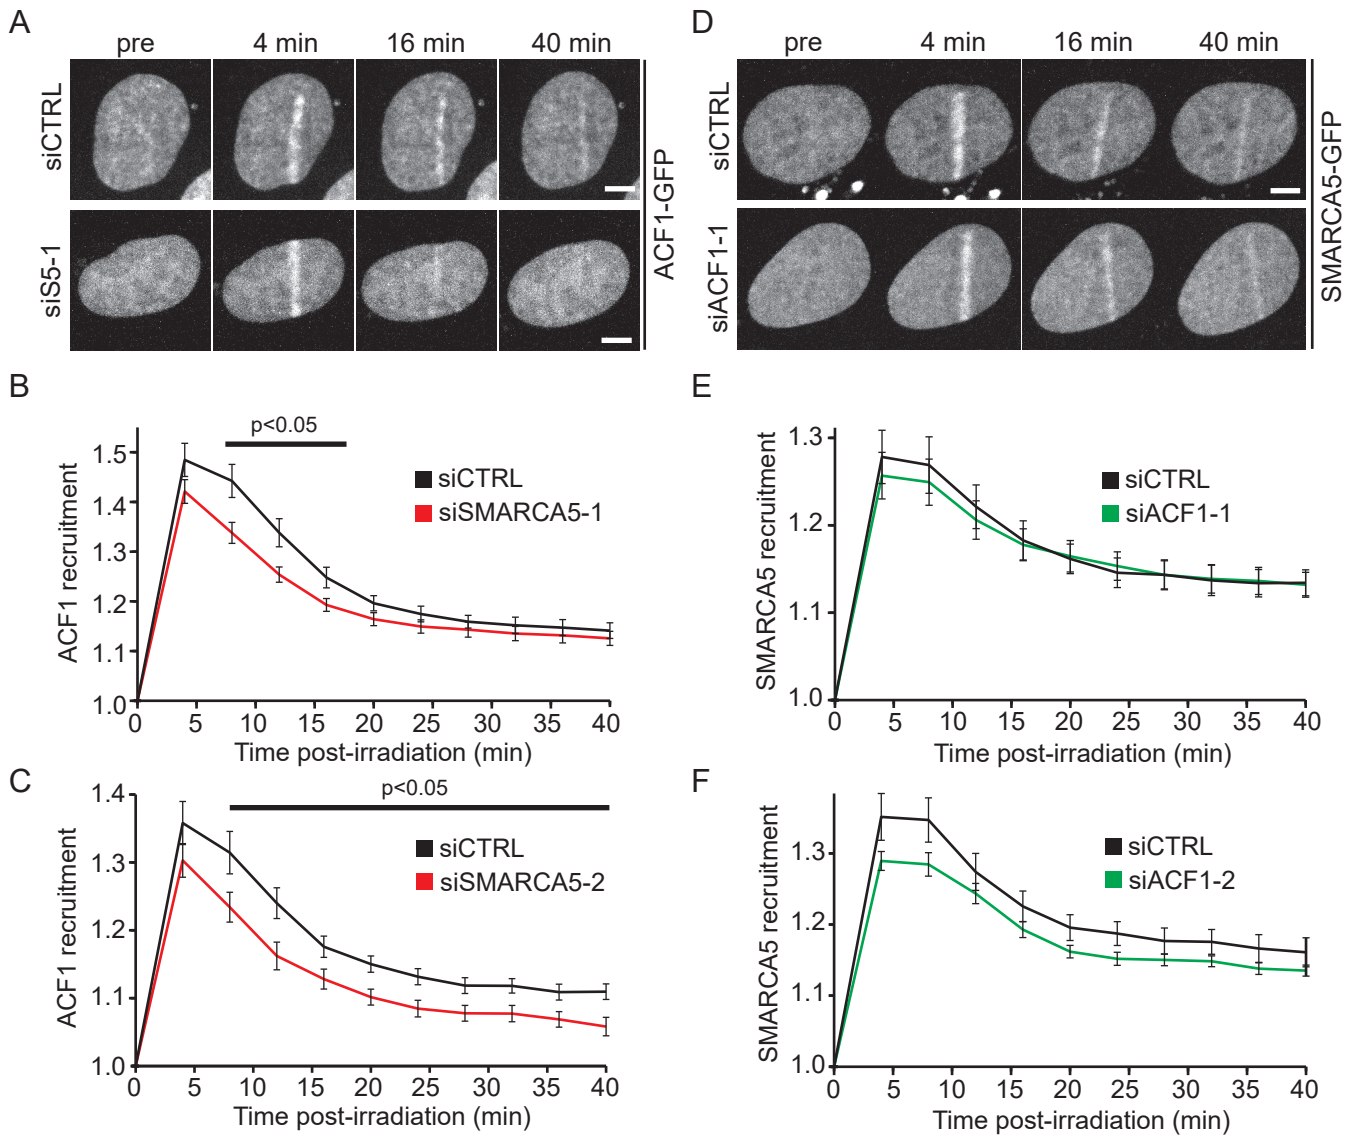 A
pre 4 min 16 min 40 min
siCTRL
siS5-1
ACF1-GFP
D
pre 4 min 16 min 40 min
siCTRL
siACF1-1
SMARCA5-GFP
B
p<0.05
siCTRL
siSMARCA5-1
ACF1 recruitment
1.5
1.4
1.3
1.2
1.1
1.0
0 5 10 15 20 25 30 35 40
Time post-irradiation (min)
E
siCTRL
siACF1-1
SMARCA5 recruitment
1.3
1.2
1.1
1.0
0 5 10 15 20 25 30 35 40
Time post-irradiation (min)
C
p<0.05
siCTRL
siSMARCA5-2
ACF1 recruitment
1.4
1.3
1.2
1.1
1.0
0 5 10 15 20 25 30 35 40
Time post-irradiation (min)
F
siCTRL
siACF1-2
SMARCA5 recruitment
1.3
1.2
1.1
1.0
0 5 10 15 20 25 30 35 40
Time post-irradiation (min)